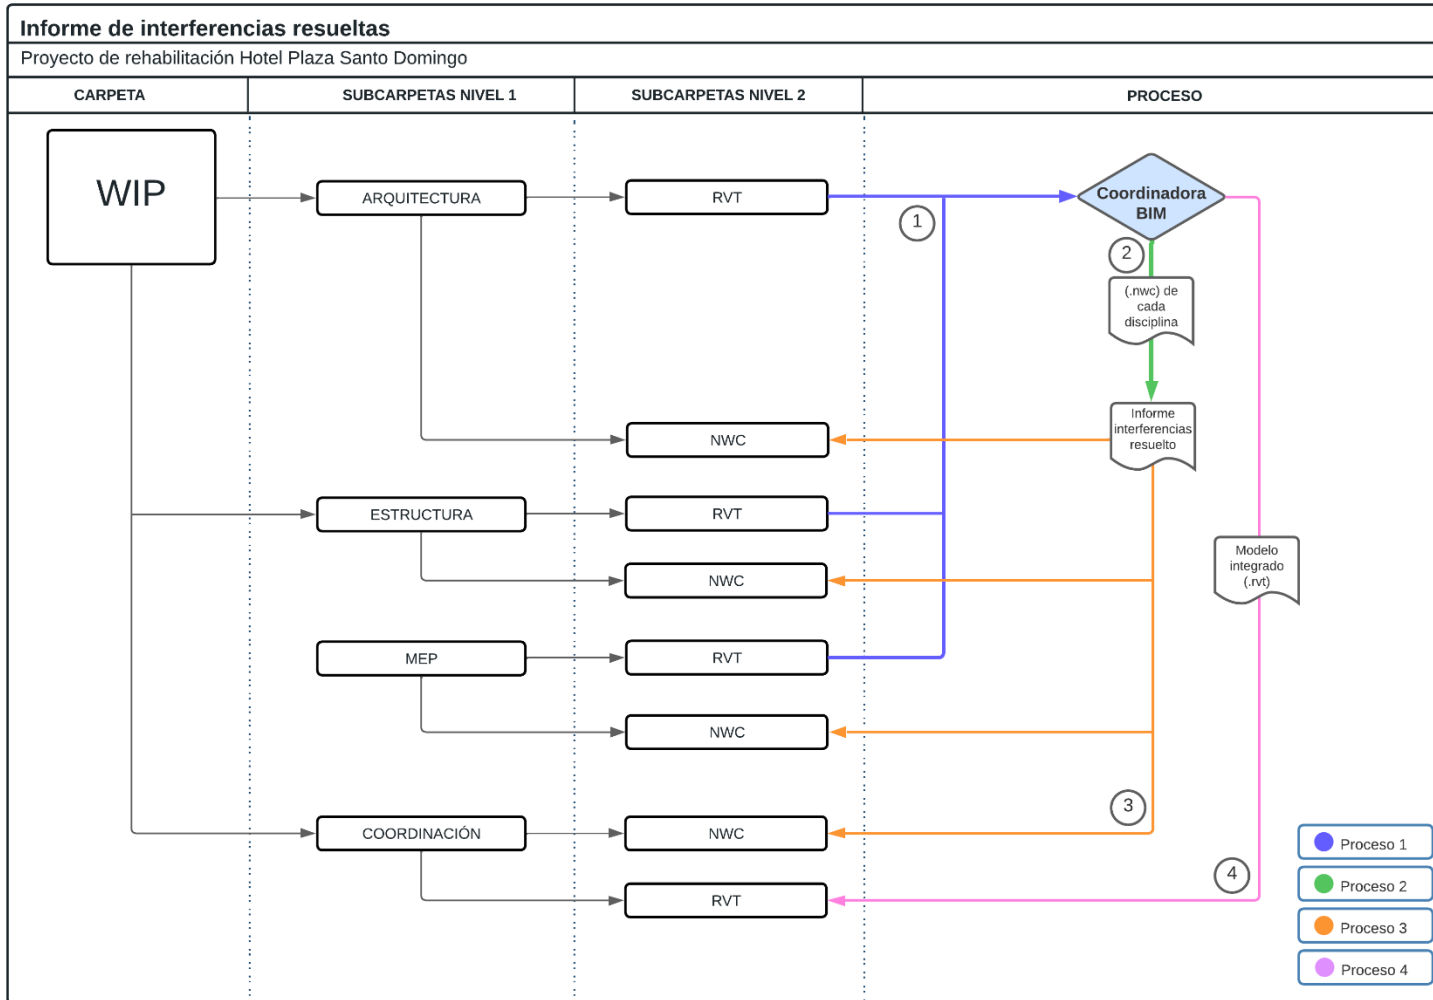 Informe de interferencias resueltas
Proyecto de rehabilitación Hotel Plaza Santo Domingo
CARPETA
SUBCARPETAS NIVEL 1
SUBCARPETAS NIVEL 2
PROCESO
WIP
ARQUITECTURA
RVT
Coordinadora
BIM
1
2
(.nwc) de
cada
disciplina
Informe
interferencias
resuelto
NWC
ESTRUCTURA
RVT
NWC
Modelo
integrado
(.rvt)
MEP
RVT
NWC
3
COORDINACIÓN
NWC
4
RVT
Proceso 1
Proceso 2
Proceso 3
Proceso 4